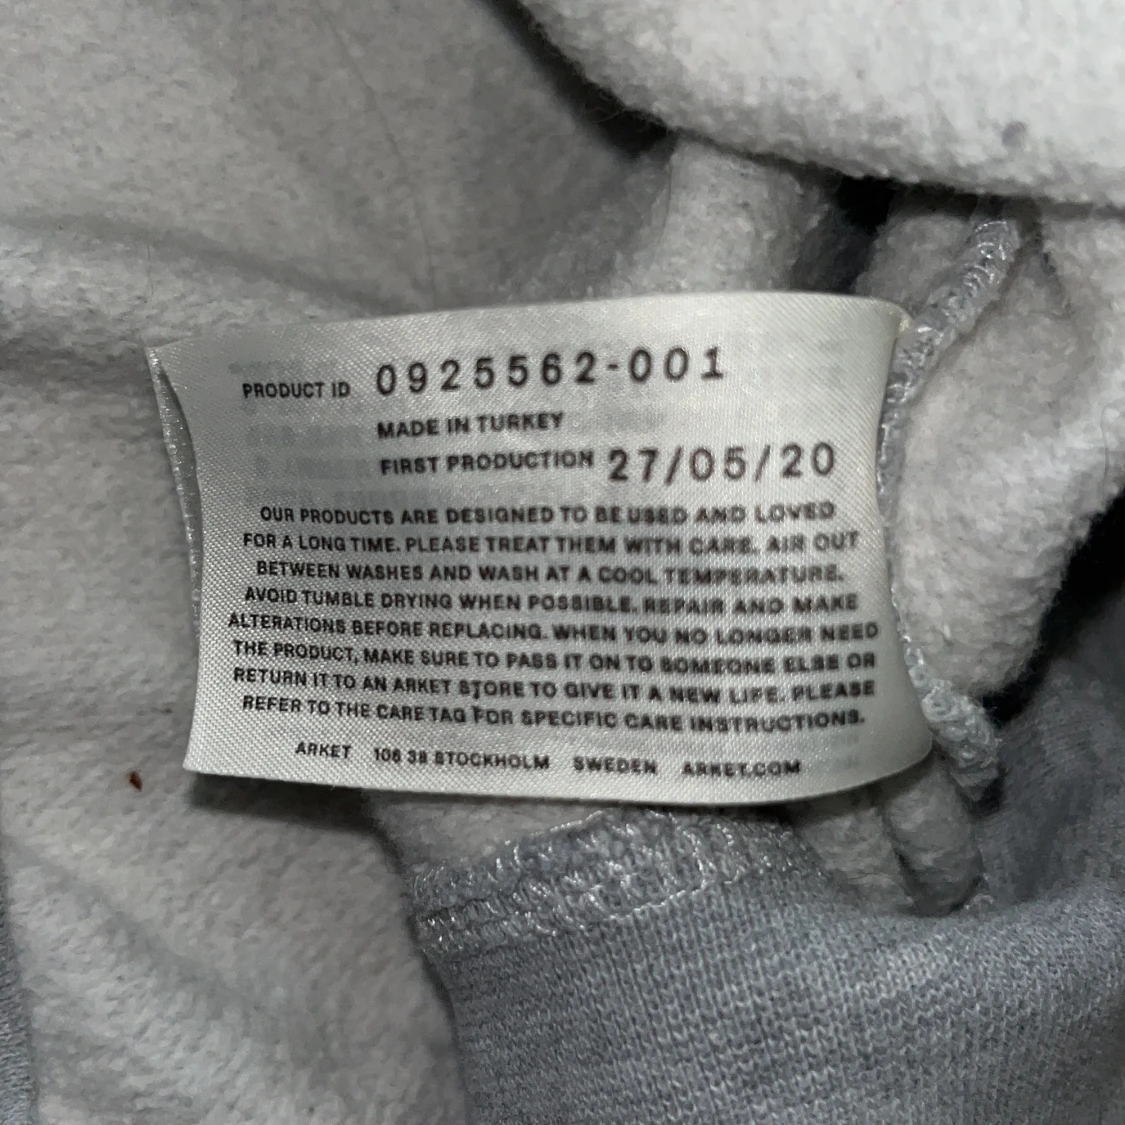 PRODUCT ID 0925562-001
MADE IN TURKEY
FIRST PRODUCTION 27/05/20
OUR PRODUCTS ARE DESIGNED TO BE USED AND LOVED
FOR A LONG TIME. PLEASE TREAT THEM WITH CARE. AIR OUT
BETWEEN WASHES AND WASH AT A COOL TEMPERATURE.
AVOID TUMBLE DRYING WHEN POSSIBLE. REPAIR AND MAKE
ALTERATIONS BEFORE REPLACING. WHEN YOU NO LONGER NEED
THE PRODUCT, MAKE SURE TO PASS IT ON TO SOMEONE ELSE OR
RETURN IT TO AN ARKET STORE TO GIVE IT A NEW LIFE. PLEASE
REFER TO THE CARE TAG FOR SPECIFIC CARE INSTRUCTIONS.
ARKET 106 38 STOCKHOLM SWEDEN ARKET.COM